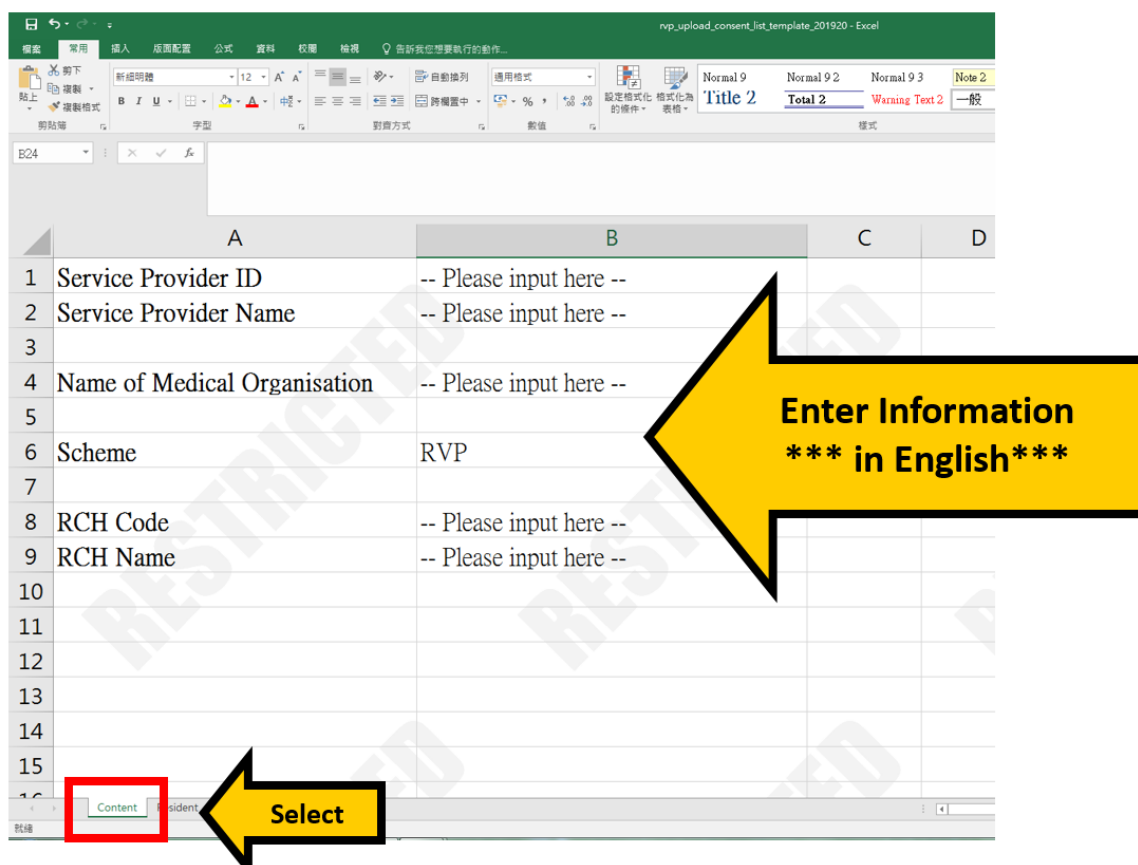 rvp_upload_consent_list_template_201920 - Excel
檔案 常用 插入 版面配置 公式 資料 校閱 檢視 告訴我您想要執行的動作...
剪下 新細明體 12 自動換列 通用格式 Normal 9 Normal 9 2 Normal 9 3 Note 2
貼上 複製 複製格式 B I U 跨欄置中 % 設定格式化的條件 格式化為表格 Title 2 Total 2 Warning Text 2 一般
剪貼簿 字型 對齊方式 數值 樣式
B24 fx
A B C D
1 Service Provider ID -- Please input here --
2 Service Provider Name -- Please input here --
3
4 Name of Medical Organisation -- Please input here --
5
6 Scheme RVP
7
8 RCH Code -- Please input here --
9 RCH Name -- Please input here --
10
11
12
13
14
15
Enter Information
*** in English***
Content
Select
就緒
RESTRICTED